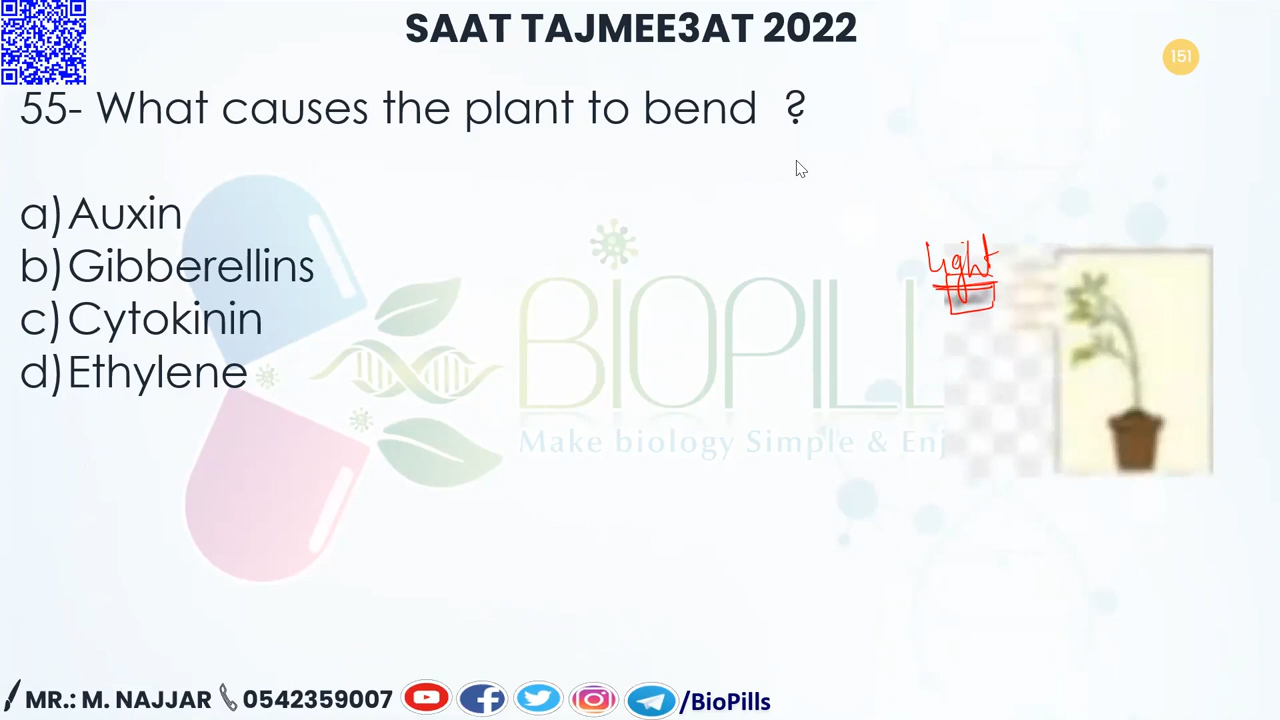 SAAT TAJMEE3AT 2022
151
55- What causes the plant to bend ?
a) Auxin
b) Gibberellins
c) Cytokinin
d) Ethylene
Light
BIOPILL
Make biology Simple & Enj
MR.: M. NAJJAR 0542359007 /BioPills